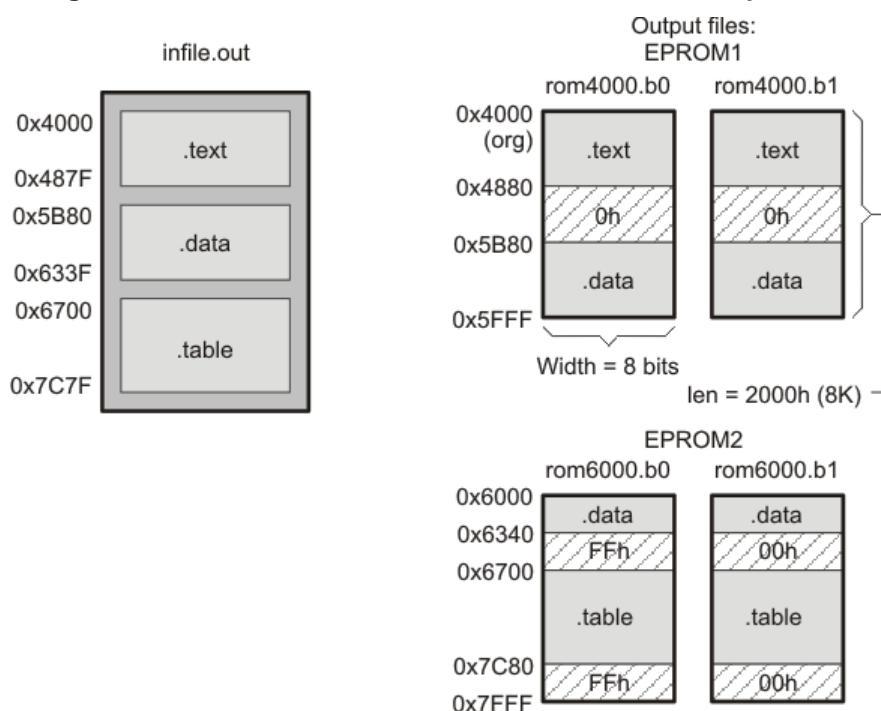 infile.out
0x4000
.text
0x487F
0x5B80
.data
0x633F
0x6700
.table
0x7C7F
Output files:
EPROM1
rom4000.b0 rom4000.b1
0x4000
(org)
.text .text
0x4880
0h 0h
0x5B80
.data .data
0x5FFF
Width = 8 bits
len = 2000h (8K)
EPROM2
rom6000.b0 rom6000.b1
0x6000
.data .data
0x6340
FFh 00h
0x6700
.table .table
0x7C80
FFh 00h
0x7FFF